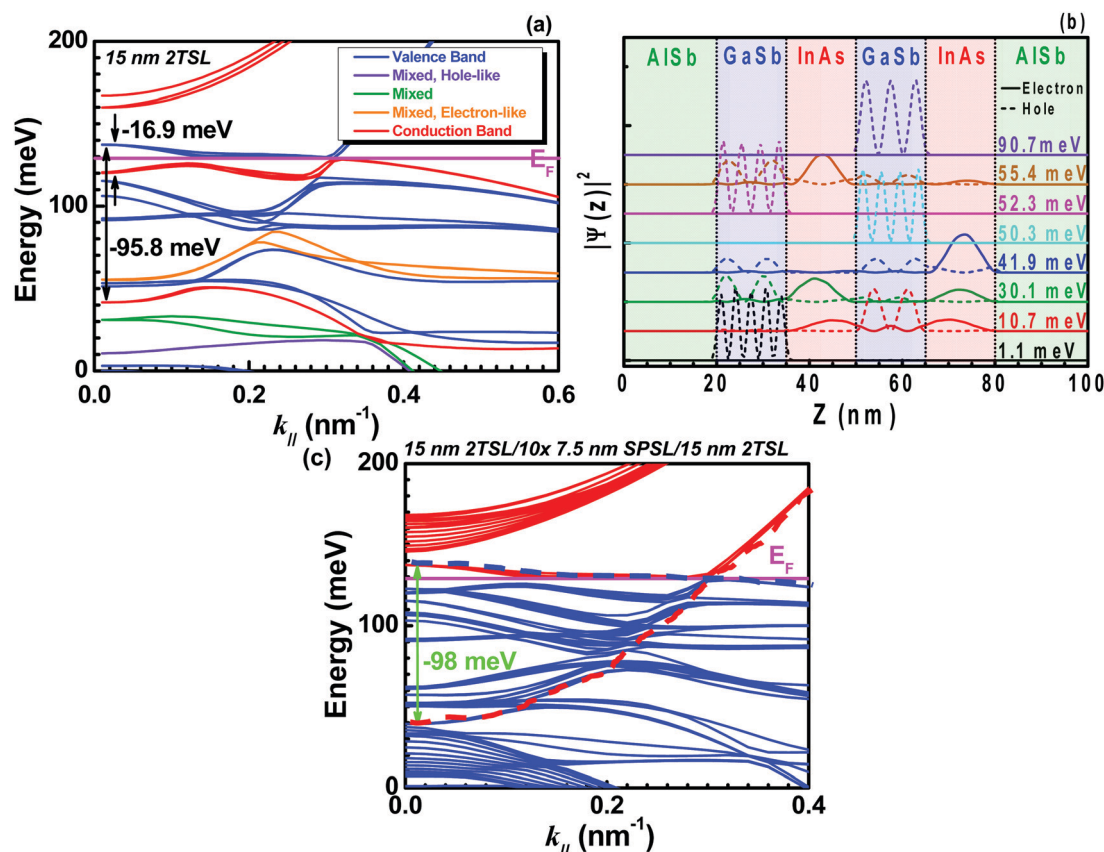 (a)
200
15 nm 2TSL
Valence Band
Mixed, Hole-like
Mixed
Mixed, Electron-like
Conduction Band
-16.9 meV
E_F
100
-95.8 meV
0
Energy (meV)
0.0 0.2 0.4 0.6
k_// (nm^-1)
(b)
AlSb GaSb InAs GaSb InAs AlSb
Electron
Hole
90.7 meV
55.4 meV
52.3 meV
50.3 meV
41.9 meV
30.1 meV
10.7 meV
1.1 meV
|Ψ(z)|^2
0 20 40 60 80 100
Z (nm)
15 nm 2TSL/10x 7.5 nm SPSL/15 nm 2TSL
(c)
200
E_F
100
-98 meV
0
Energy (meV)
0.0 0.2 0.4
k_// (nm^-1)